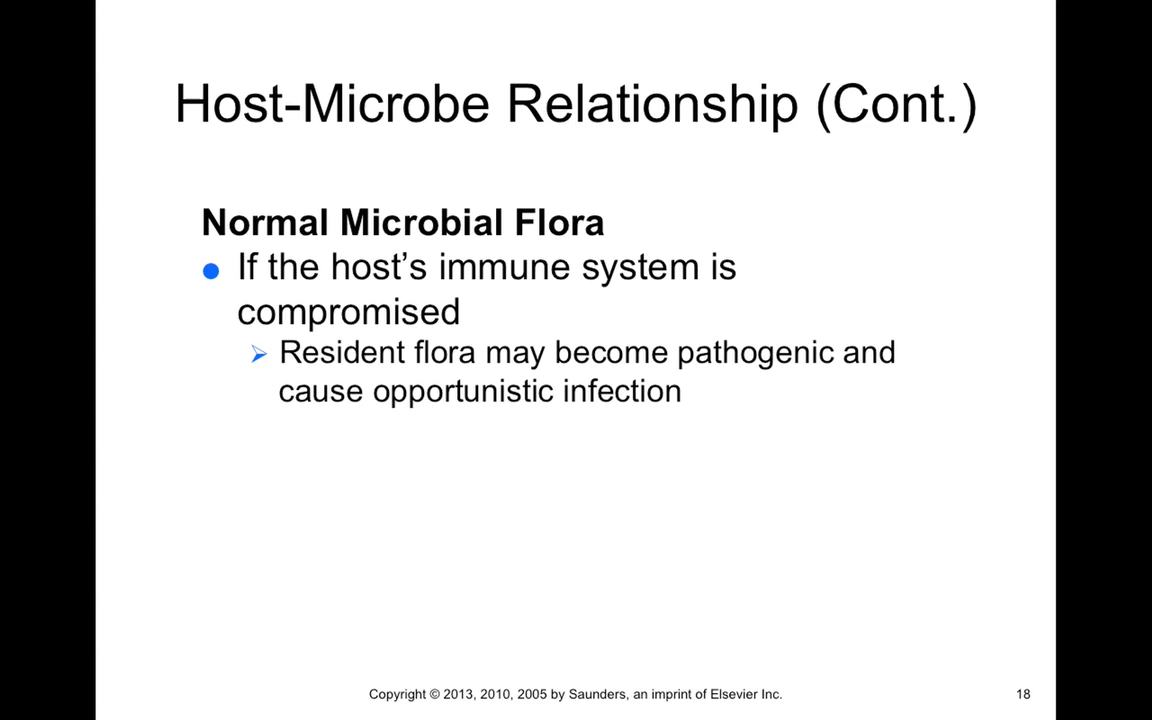 Host-Microbe Relationship (Cont.)
Normal Microbial Flora
If the host’s immune system is
compromised
Resident flora may become pathogenic and
cause opportunistic infection
Copyright © 2013, 2010, 2005 by Saunders, an imprint of Elsevier Inc.
18